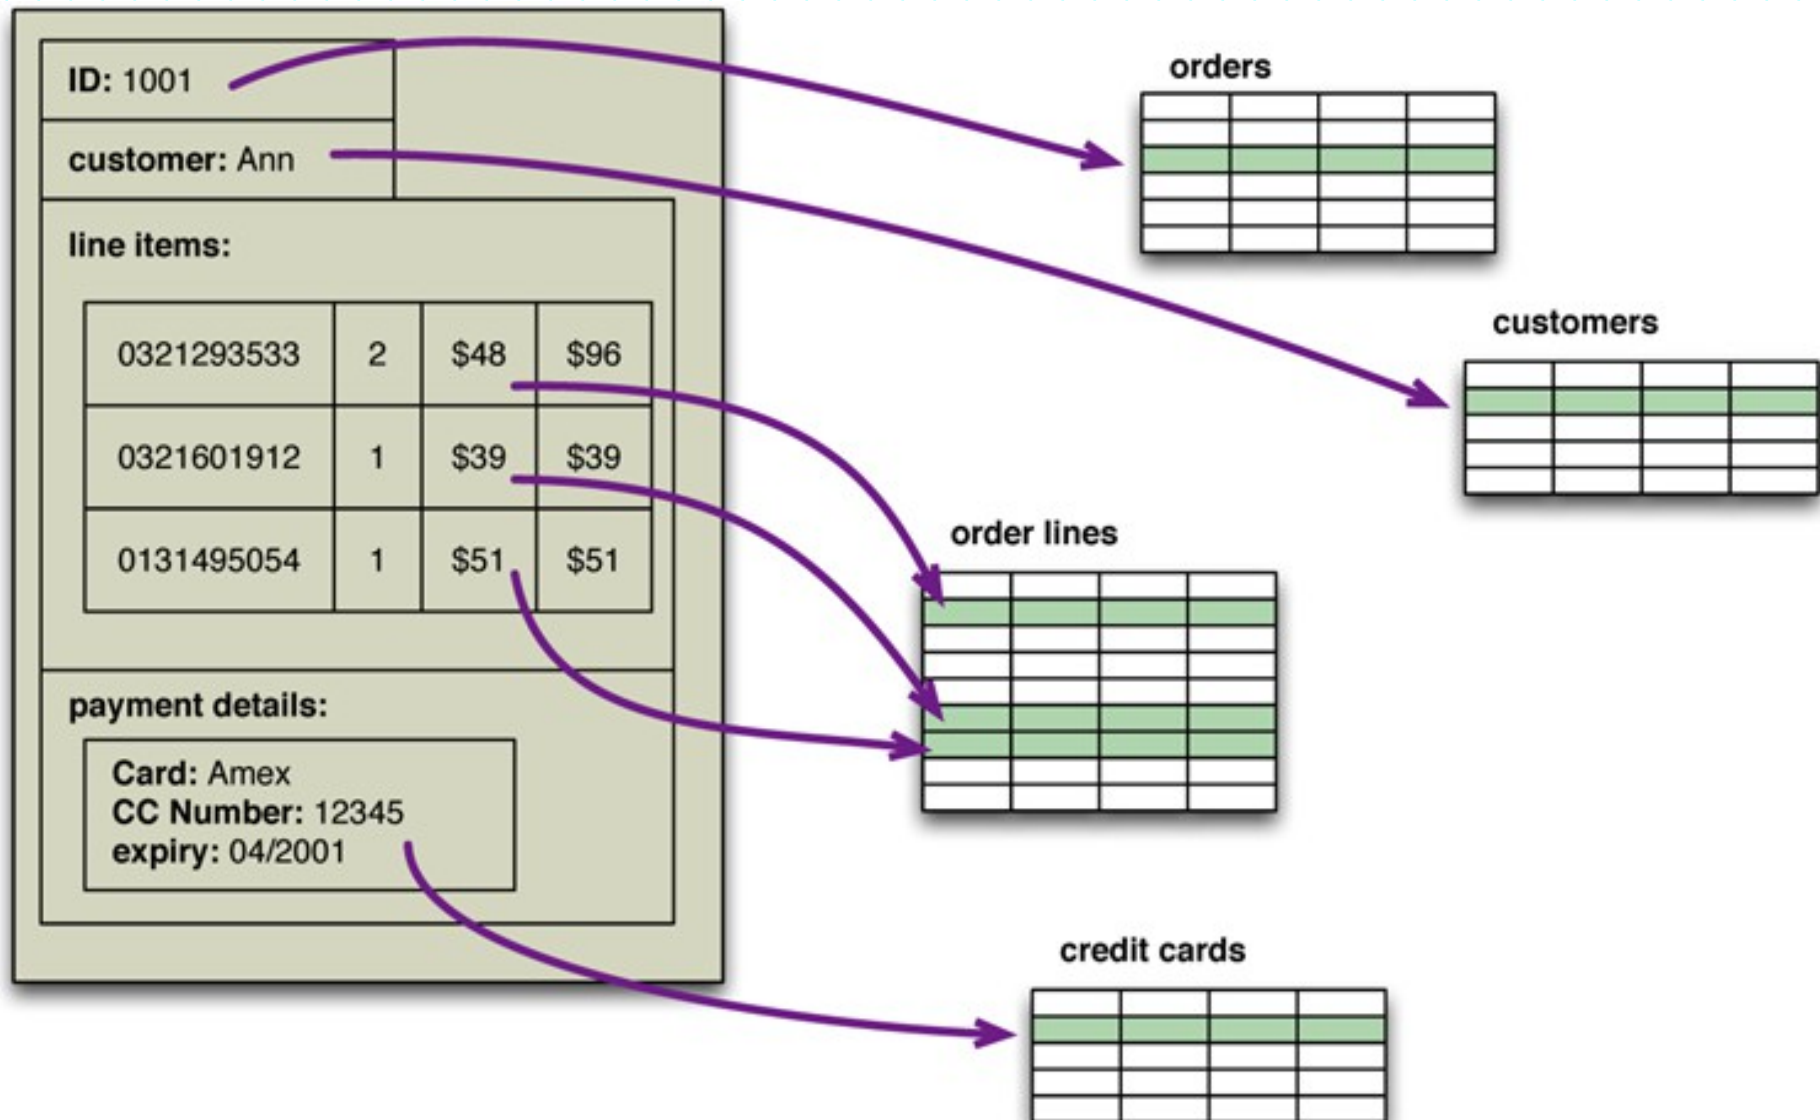 ID: 1001
customer: Ann
line items:
0321293533 2 $48 $96
0321601912 1 $39 $39
0131495054 1 $51 $51
payment details:
Card: Amex
CC Number: 12345
expiry: 04/2001
orders
customers
order lines
credit cards